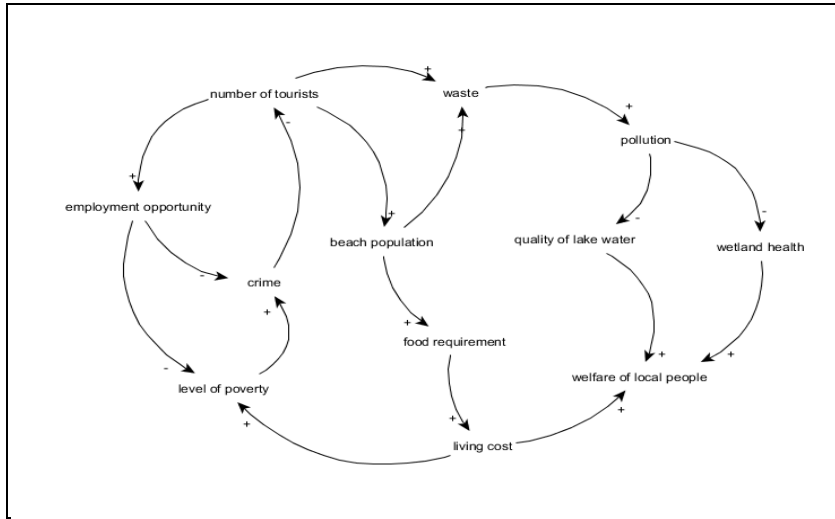 +
+
number of tourists
waste
+
-
+
pollution
+
employment opportunity
+
-
-
beach population
quality of lake water
wetland health
-
crime
+
+
food requirement
+
+
-
level of poverty
welfare of local people
+
+
+
living cost